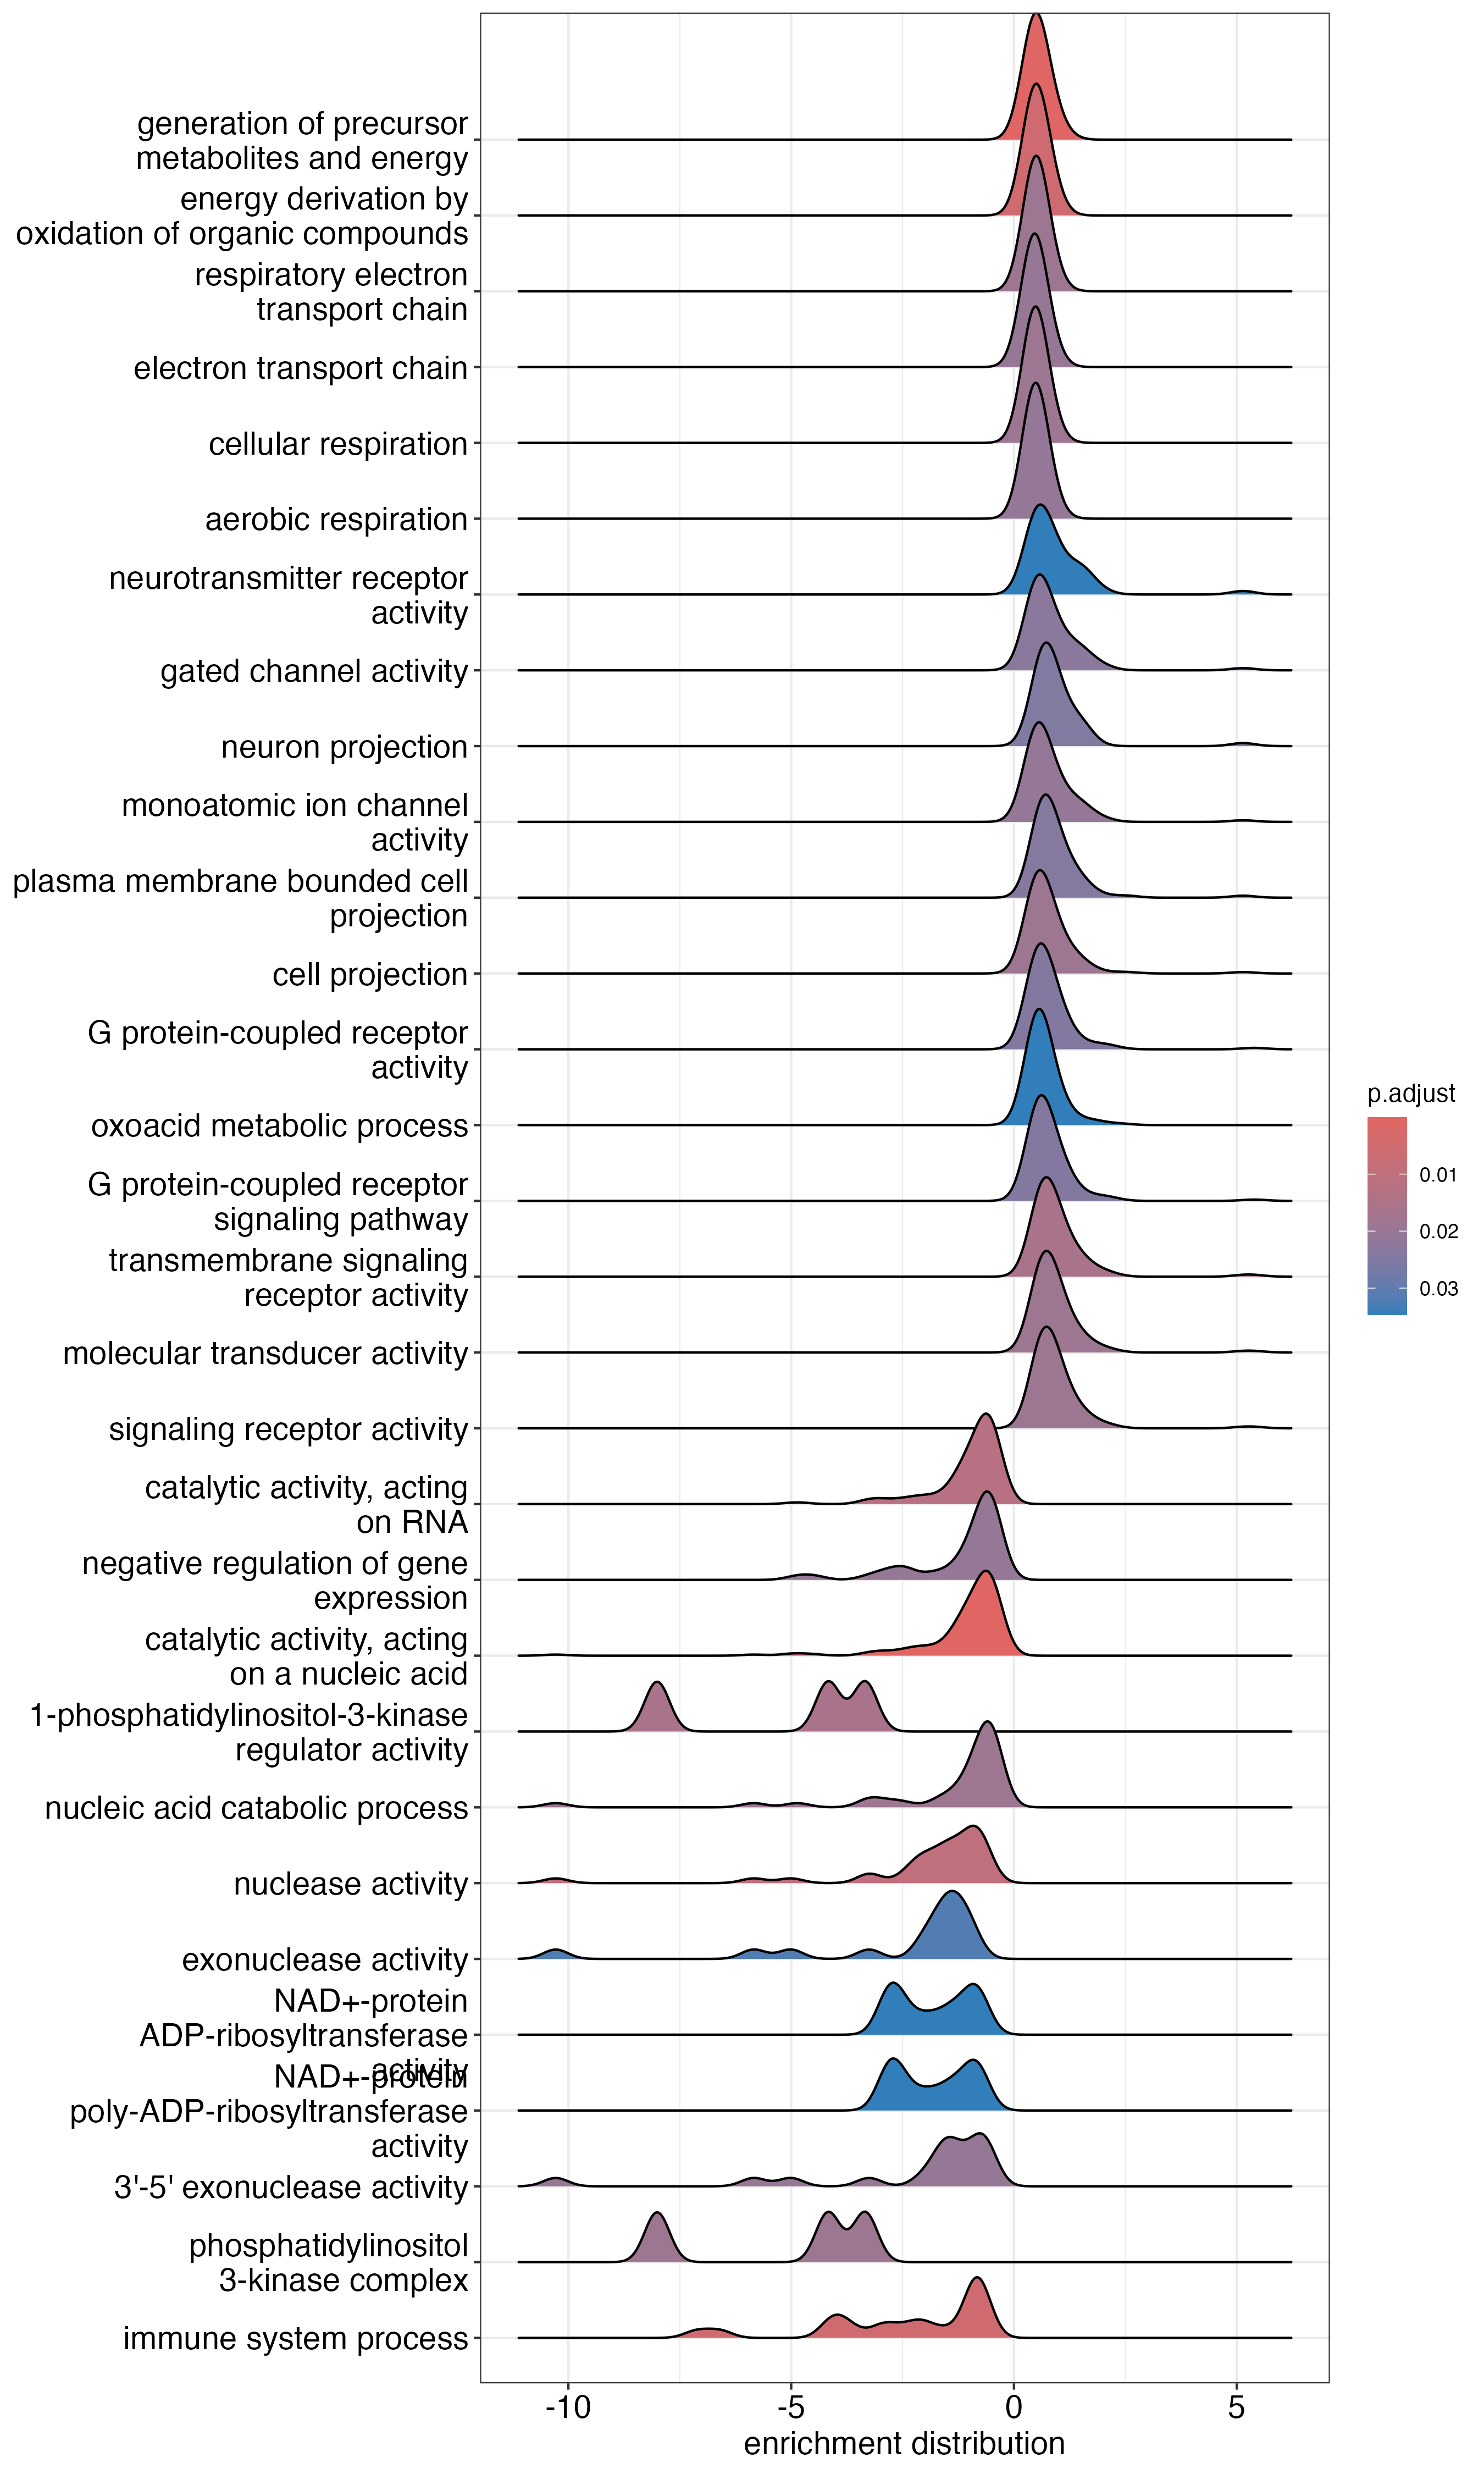 generation of precursor
metabolites and energy
energy derivation by
oxidation of organic compounds
respiratory electron
transport chain
electron transport chain
cellular respiration
aerobic respiration
neurotransmitter receptor
activity
gated channel activity
neuron projection
monoatomic ion channel
activity
plasma membrane bounded cell
projection
cell projection
G protein-coupled receptor
activity
oxoacid metabolic process
G protein-coupled receptor
signaling pathway
transmembrane signaling
receptor activity
molecular transducer activity
signaling receptor activity
catalytic activity, acting
on RNA
negative regulation of gene
expression
catalytic activity, acting
on a nucleic acid
1-phosphatidylinositol-3-kinase
regulator activity
nucleic acid catabolic process
nuclease activity
exonuclease activity
NAD+-protein
ADP-ribosyltransferase
activity
NAD+-protein
poly-ADP-ribosyltransferase
activity
3'-5' exonuclease activity
phosphatidylinositol
3-kinase complex
immune system process
-10 -5 0 5
enrichment distribution
p.adjust
0.01
0.02
0.03